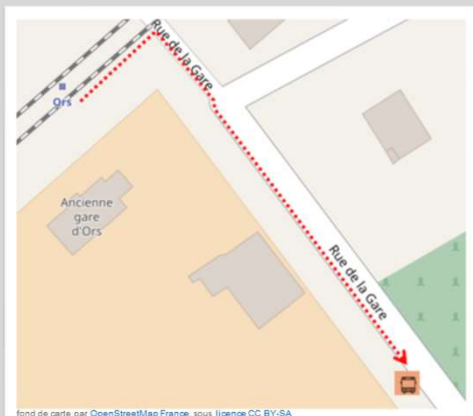 Rue de la Gare
Ors
Ancienne
gare
d'Ors
Rue de la Gare
fond de carte par OpenStreetMap France, sous licence CC BY-SA